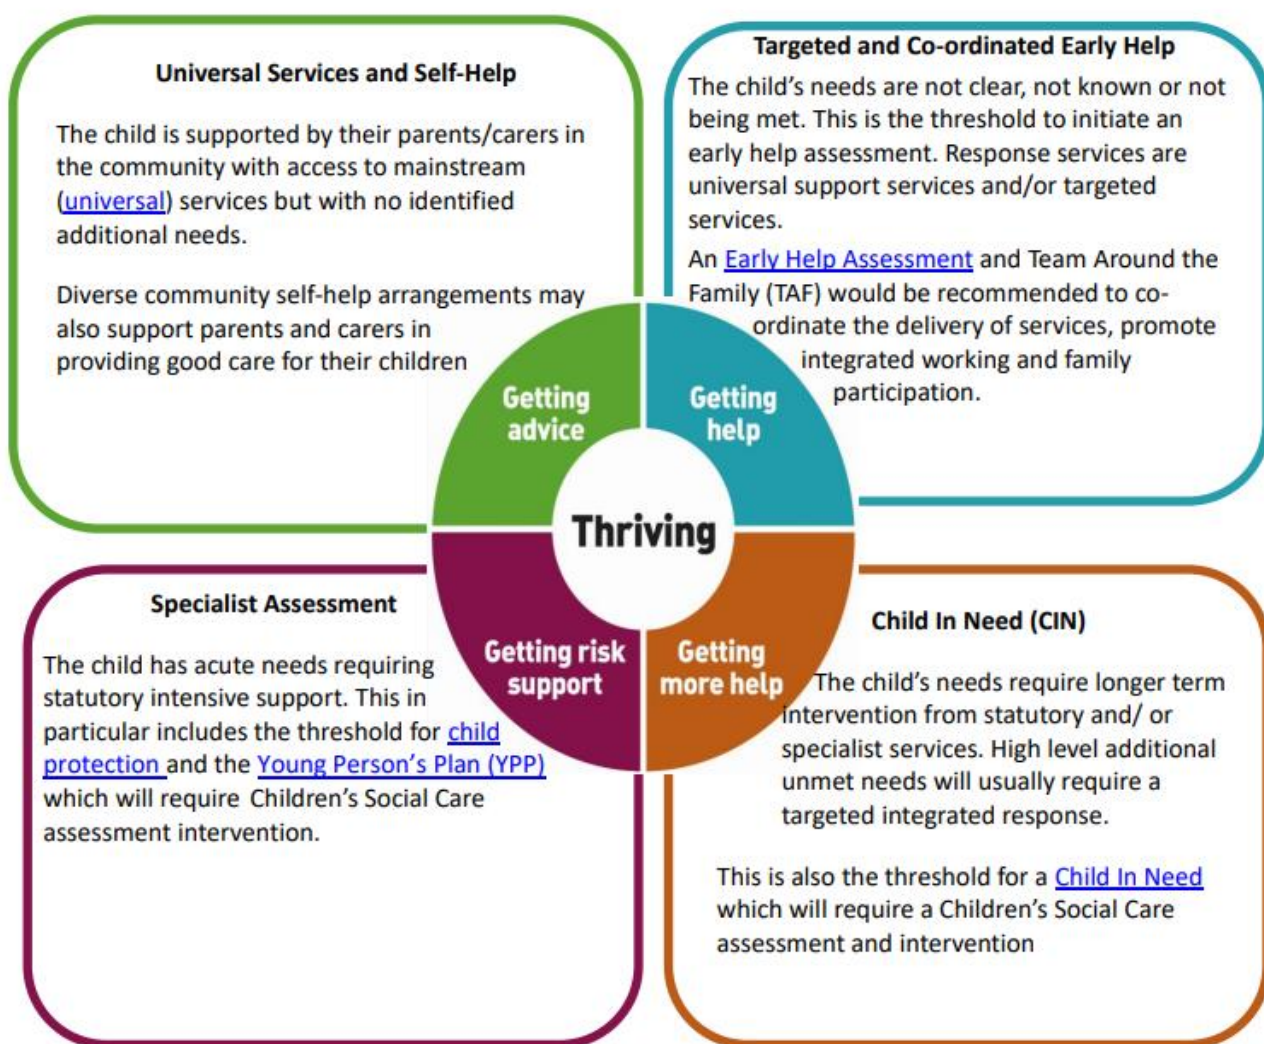 Universal Services and Self-Help
The child is supported by their parents/carers in
the community with access to mainstream
(universal) services but with no identified
additional needs.
Diverse community self-help arrangements may
also support parents and carers in
providing good care for their children
Targeted and Co-ordinated Early Help
The child's needs are not clear, not known or not
being met. This is the threshold to initiate an
early help assessment. Response services are
universal support services and/or targeted
services.
An Early Help Assessment and Team Around the
Family (TAF) would be recommended to co-
ordinate the delivery of services, promote
integrated working and family
participation.
Getting
advice
Getting
help
Thriving
Getting risk
support
Getting
more help
Specialist Assessment
The child has acute needs requiring
statutory intensive support. This in
particular includes the threshold for child
protection and the Young Person's Plan (YPP)
which will require Children's Social Care
assessment intervention.
Child In Need (CIN)
The child's needs require longer term
intervention from statutory and/ or
specialist services. High level additional
unmet needs will usually require a
targeted integrated response.
This is also the threshold for a Child In Need
which will require a Children's Social Care
assessment and intervention